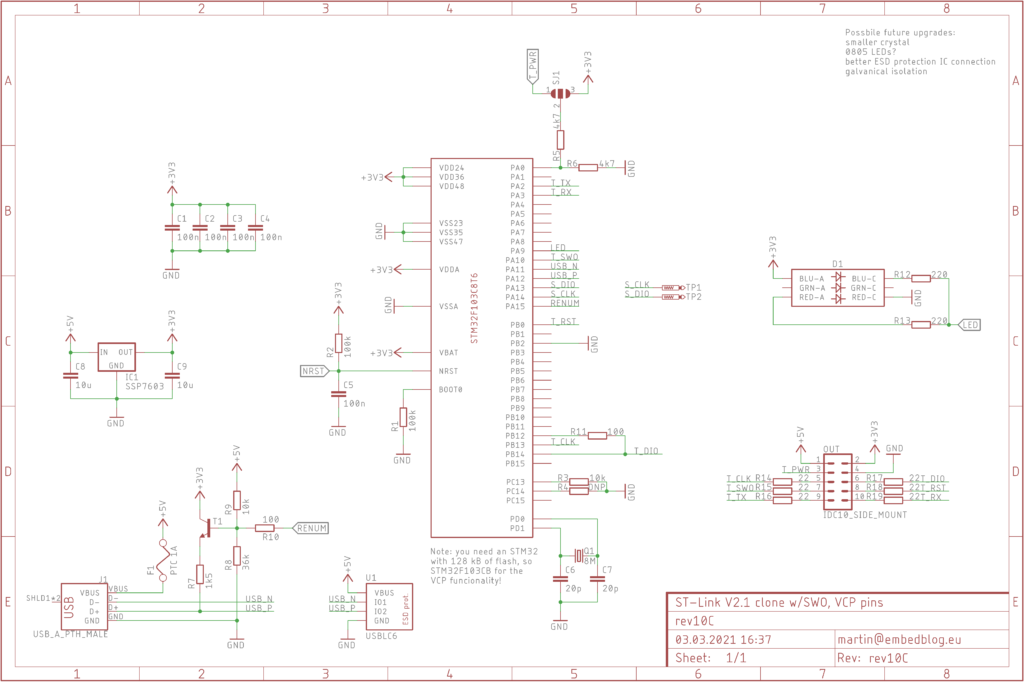 1 2 3 4 5 6 7 8
Possbile future upgrades:
smaller crystal
0805 LEDs?
better ESD protection IC connection
galvanical isolation
A
A
T_PWR
+3V3
SJ1
1 3
2
4k7
R5
R6 4k7
GND
+3V3
VDD24
VDD36
VDD48
VSS23
VSS35
VSS47
VDDA
VSSA
VBAT
NRST
BOOT0
GND
+3V3
GND
+3V3
STM32F103C8T6
PA0
PA1
PA2
PA3
PA4
PA5
PA6
PA7
PA8
PA9
PA10
PA11
PA12
PA13
PA14
PA15
PB0
PB1
PB2
PB3
PB4
PB5
PB6
PB7
PB8
PB9
PB10
PB11
PB12
PB13
PB14
PB15
PC13
PC14
PC15
PD0
PD1
T_TX
T_RX
LED
T_SWO
USB_N
USB_P
S_DIO
S_CLK
RENUM
T_RST
GND
S_CLK TP1
S_DIO TP2
B
B
+3V3
C1 C2 C3 C4
100n 100n 100n 100n
GND
+3V3
D1
BLU-A BLU-C
GRN-A GRN-C
RED-A RED-C
R12 220
GND
R13 220
LED
C
C
+5V
+3V3
IN OUT
GND
C8
10u
IC1
SSP7603
C9
10u
GND
+3V3
R2
100k
NRST
C5
100n
GND
R1
100k
GND
R11 100
T_CLK
T_DIO
R3 10k
R4 DNP
GND
D
D
+5V
OUT
+3V3
GND
T_PWR
1 2
3 4
5 6
7 8
9 10
T_CLK R14 22
T_SWO R15 22
T_TX R16 22
R17 22 T_DIO
R18 22 T_RST
R19 22 T_RX
IDC10_SIDE_MOUNT
+3V3
+3V3
R9
10k
T1
100
R10
RENUM
+5V
F1
PTC 1A
R7
1k5
R8
36k
Q1
8M
C6
20p
C7
20p
GND
Note: you need an STM32
with 128 kB of flash, so
STM32F103CB for the
VCP funcionality!
E
E
J1
SHLD1+2
USB
VBUS
D-
D+
GND
VBUS
D-
D+
GND
USB_A_PTH_MALE
USB_N
USB_P
GND
+5V
U1
VBUS
IO1
IO2
GND
ESD prot.
USBLC6
USB_N
USB_P
GND
ST-Link V2.1 clone w/SWO, VCP pins
rev10C
03.03.2021 16:37
martin@embedblog.eu
Sheet: 1/1
Rev: rev10C
1 2 3 4 5 6 7 8